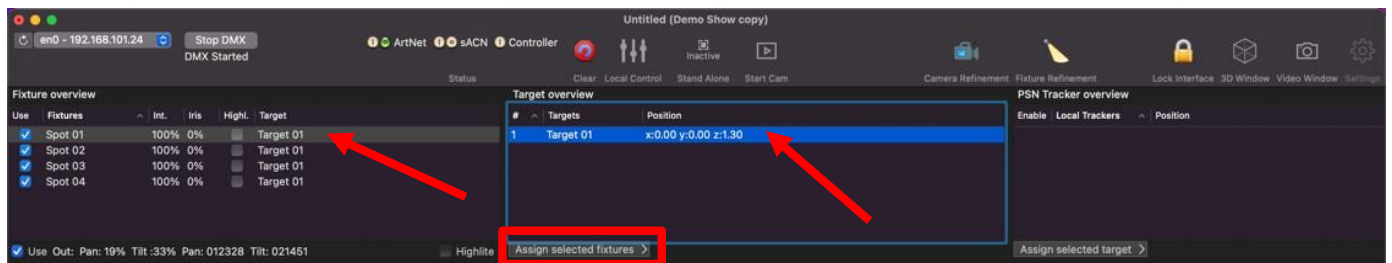 Untitled (Demo Show copy)
en0 - 192.168.101.24
Stop DMX
DMX Started
ArtNet
sACN
Controller
Inactive
Status
Clear
Local Control
Stand Alone
Start Cam
Camera Refinement
Fixture Refinement
Lock Interface
3D Window
Video Window
Settings
Fixture overview
Use Fixtures Int. Iris Highl. Target
Spot 01 100% 0% Target 01
Spot 02 100% 0% Target 01
Spot 03 100% 0% Target 01
Spot 04 100% 0% Target 01
Use Out: Pan: 19% Tilt :33% Pan: 012328 Tilt: 021451
Highlite
Target overview
# Targets Position
1 Target 01 x:0.00 y:0.00 z:1.30
Assign selected fixtures >
PSN Tracker overview
Enable Local Trackers Position
Assign selected target >